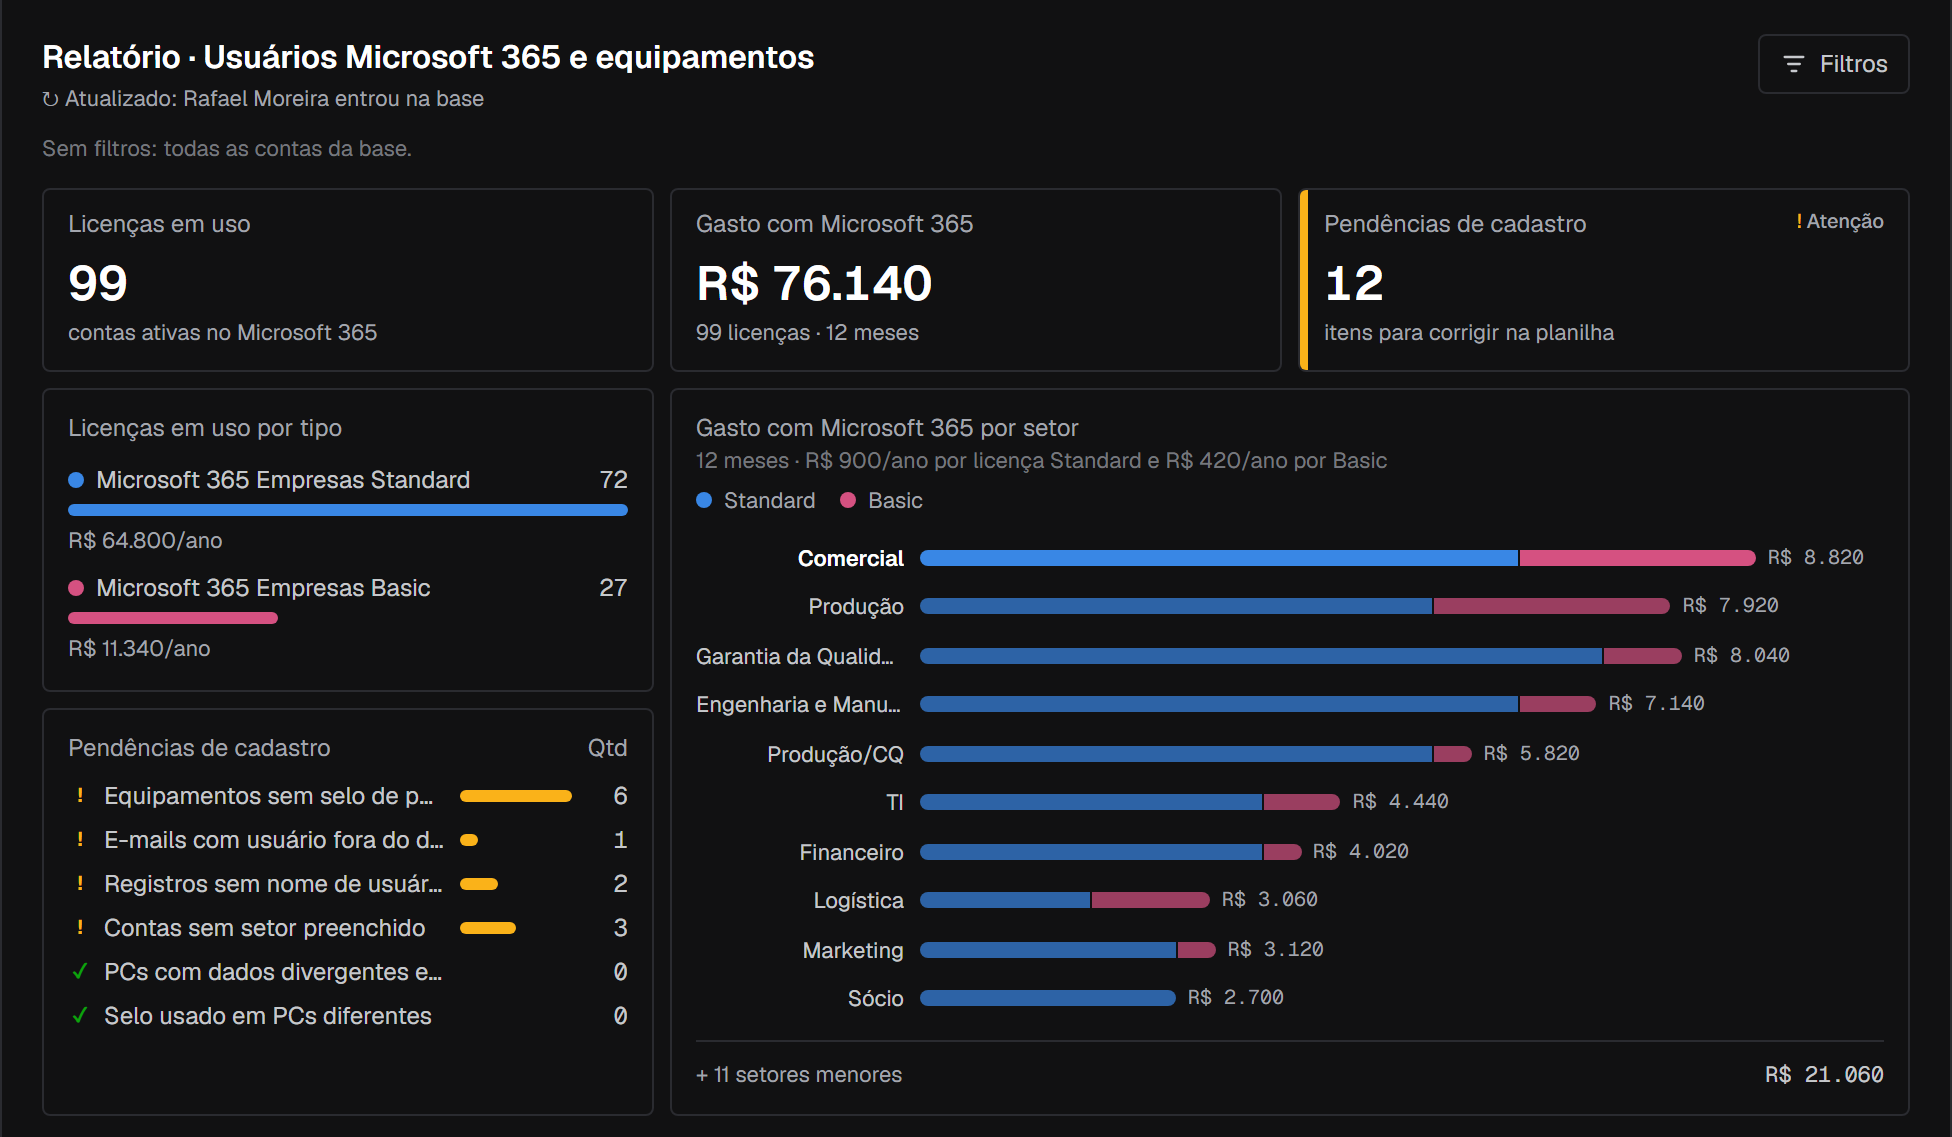 Relatório · Usuários Microsoft 365 e equipamentos
↻ Atualizado: Rafael Moreira entrou na base
Filtros
Sem filtros: todas as contas da base.
Licenças em uso
99
contas ativas no Microsoft 365
Gasto com Microsoft 365
R$ 76.140
99 licenças · 12 meses
Pendências de cadastro
! Atenção
12
itens para corrigir na planilha
Licenças em uso por tipo
Microsoft 365 Empresas Standard 72
R$ 64.800/ano
Microsoft 365 Empresas Basic 27
R$ 11.340/ano
Pendências de cadastro Qtd
! Equipamentos sem selo de p... 6
! E-mails com usuário fora do d... 1
! Registros sem nome de usuár... 2
! Contas sem setor preenchido 3
✓ PCs com dados divergentes e... 0
✓ Selo usado em PCs diferentes 0
Gasto com Microsoft 365 por setor
12 meses · R$ 900/ano por licença Standard e R$ 420/ano por Basic
Standard Basic
Comercial R$ 8.820
Produção R$ 7.920
Garantia da Qualid... R$ 8.040
Engenharia e Manu... R$ 7.140
Produção/CQ R$ 5.820
TI R$ 4.440
Financeiro R$ 4.020
Logística R$ 3.060
Marketing R$ 3.120
Sócio R$ 2.700
+ 11 setores menores R$ 21.060